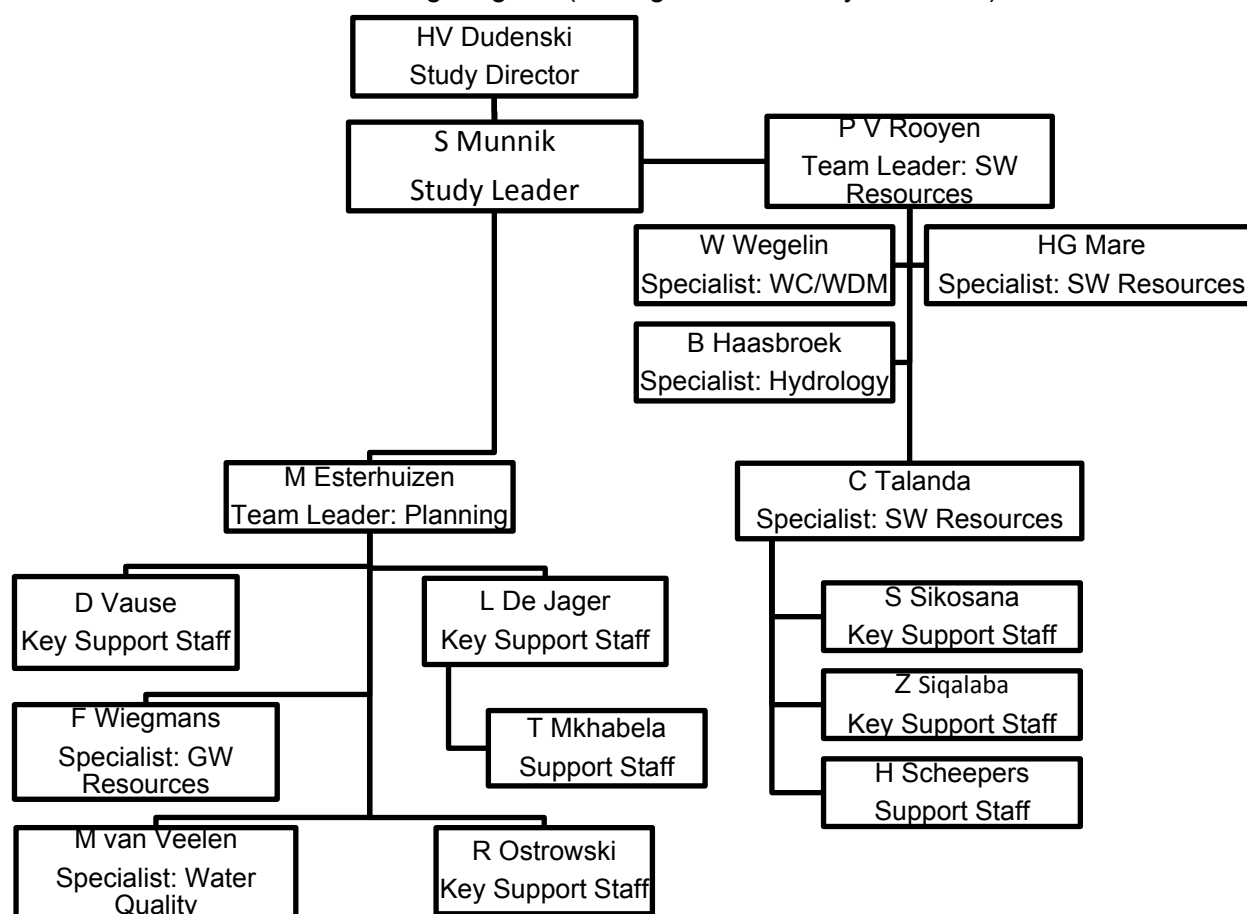 HV Dudenski
Study Director
S Munnik
Study Leader
P V Rooyen
Team Leader: SW
Resources
W Wegelin
Specialist: WC/WDM
HG Mare
Specialist: SW Resources
B Haasbroek
Specialist: Hydrology
M Esterhuizen
Team Leader: Planning
C Talanda
Specialist: SW Resources
D Vause
Key Support Staff
L De Jager
Key Support Staff
S Sikosana
Key Support Staff
F Wiegmans
Specialist: GW
Resources
T Mkhabela
Support Staff
Z Siqalaba
Key Support Staff
H Scheepers
Support Staff
M van Veelen
Specialist: Water
Quality
R Ostrowski
Key Support Staff